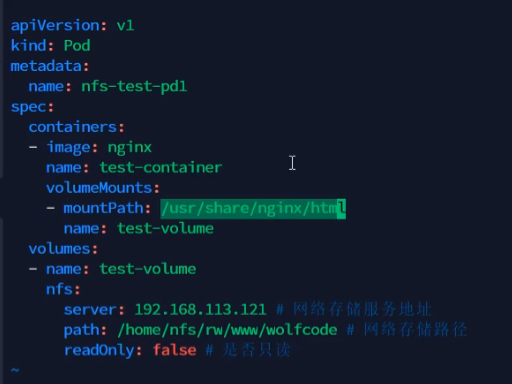 apiVersion: v1
kind: Pod
metadata:
  name: nfs-test-pd1
spec:
  containers:
  - image: nginx
    name: test-container
    volumeMounts:
    - mountPath: /usr/share/nginx/html
      name: test-volume
  volumes:
  - name: test-volume
    nfs:
      server: 192.168.113.121 # 网络存储服务地址
      path: /home/nfs/rw/www/wolfcode # 网络存储路径
      readOnly: false # 是否只读
~